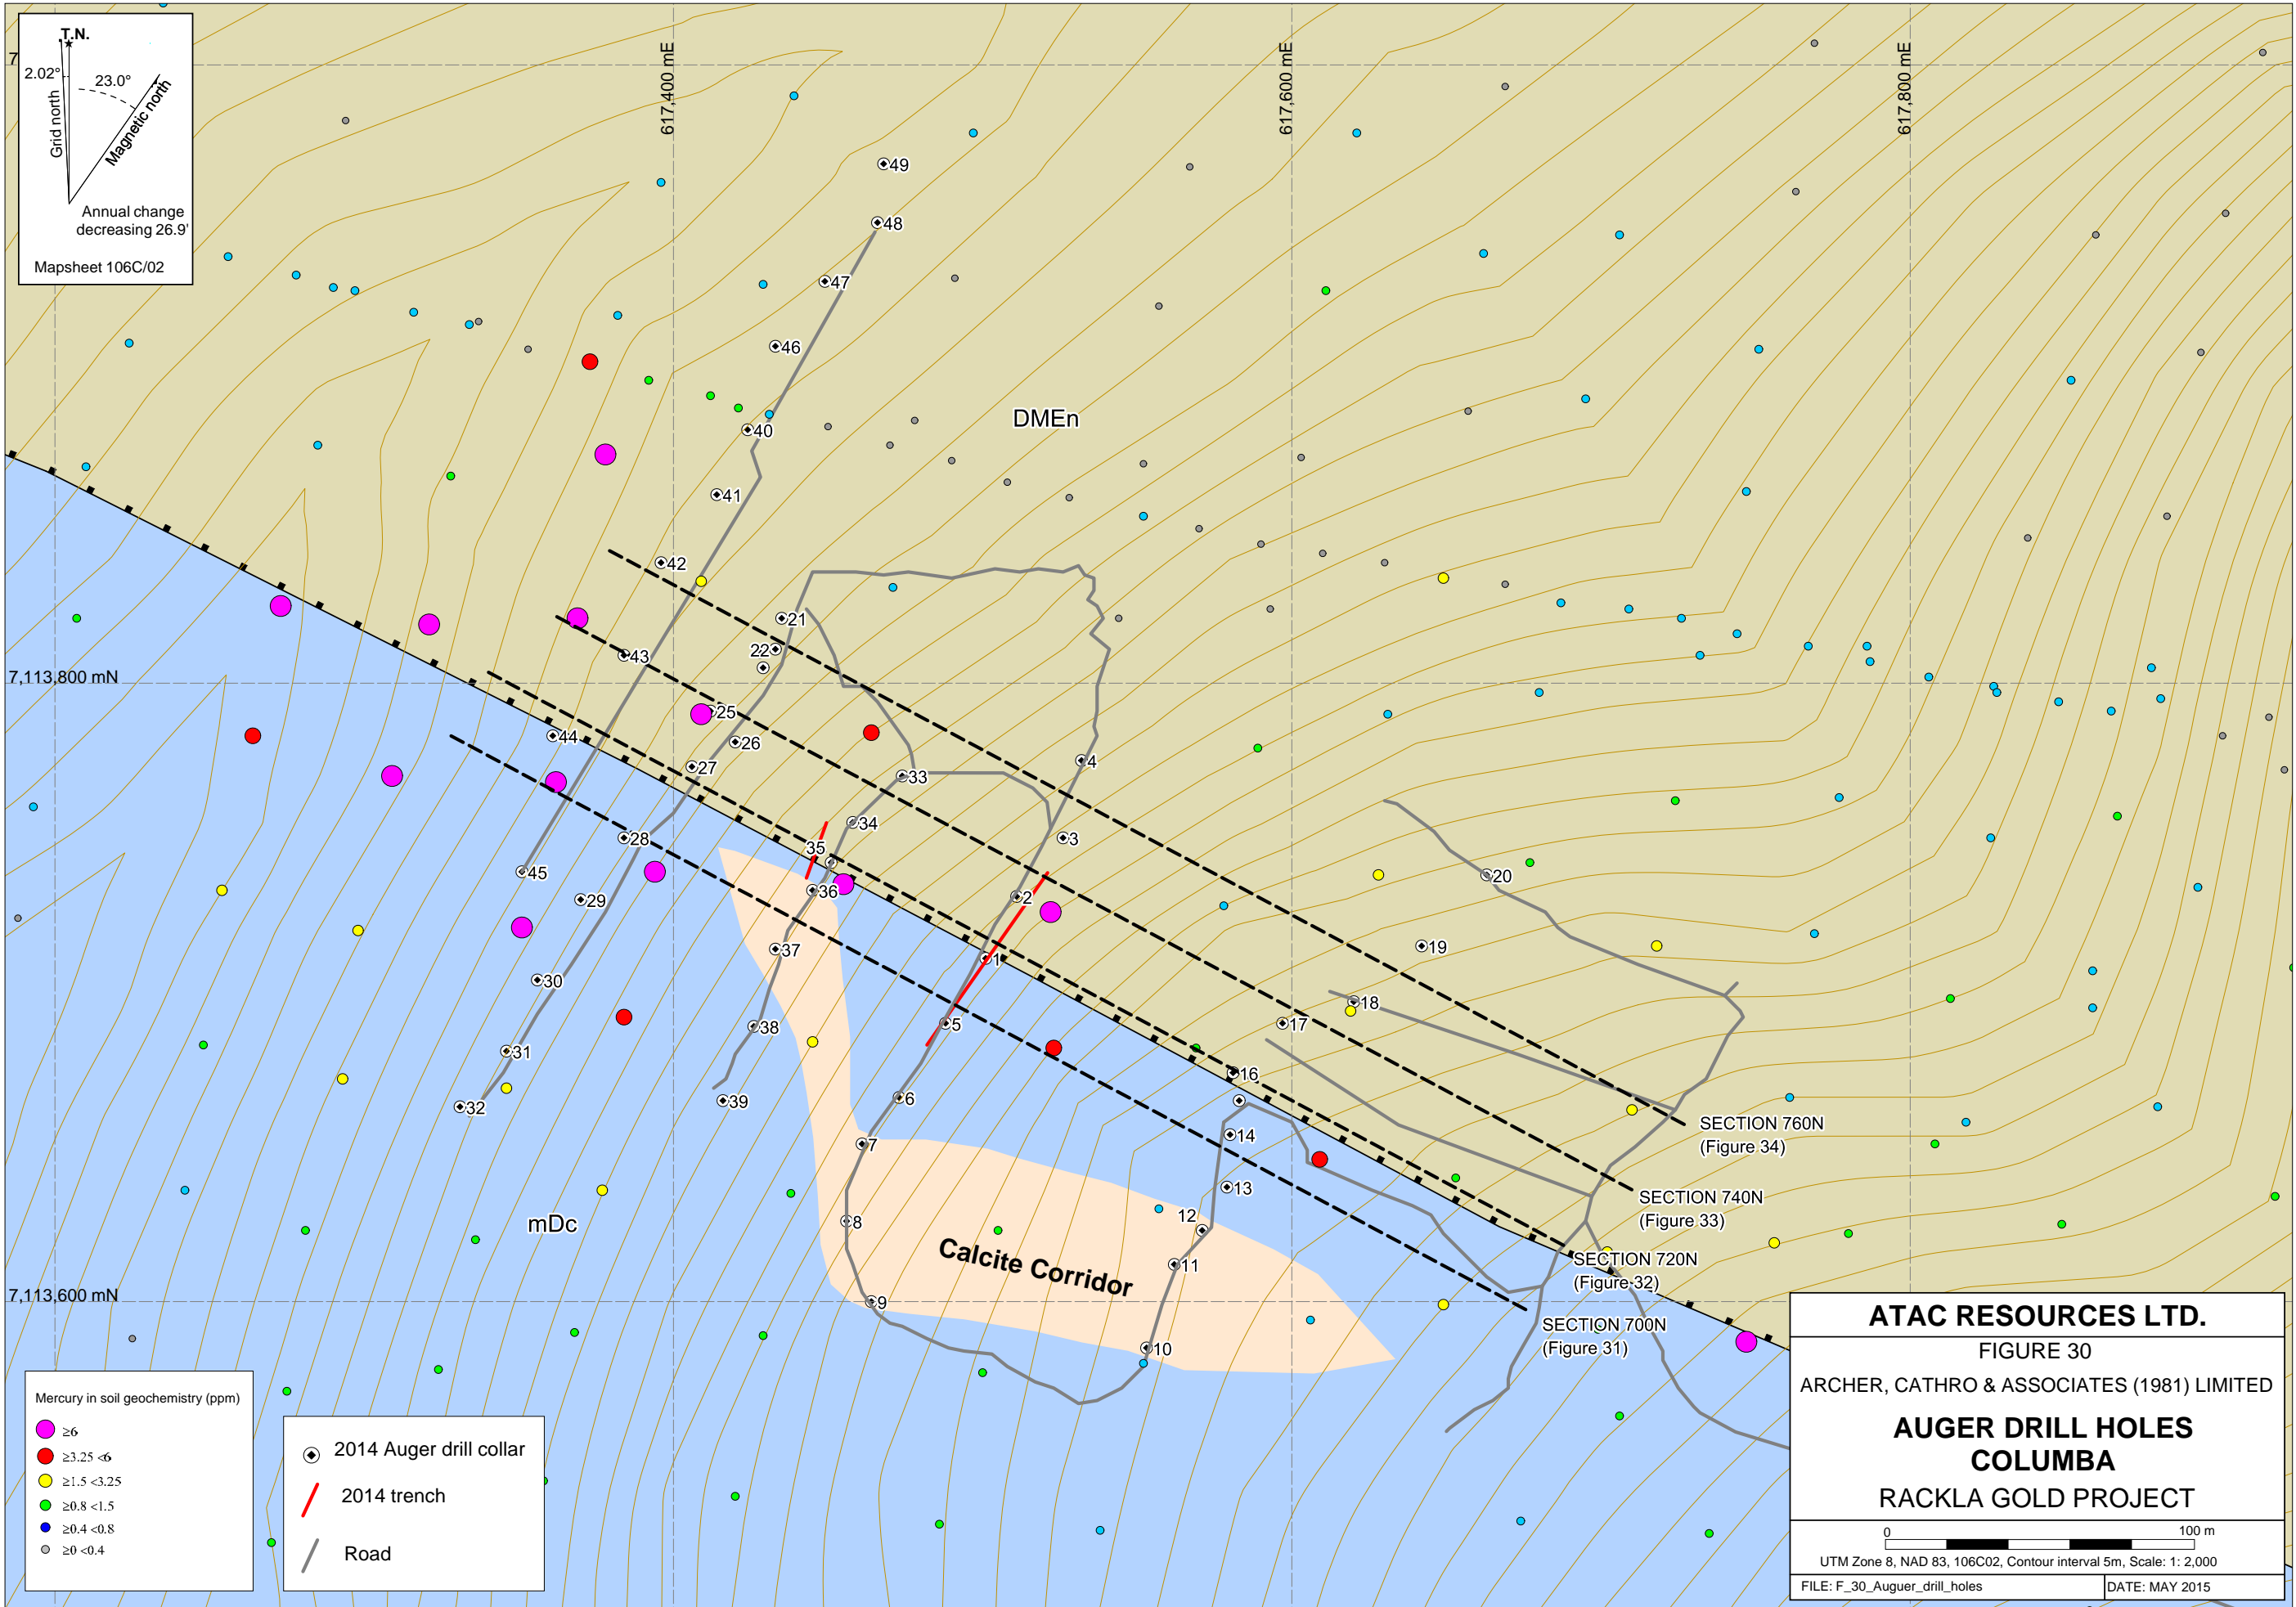 T.N.
2.02°
23.0°
Grid north
Magnetic north
Annual change
decreasing 26.9'
Mapsheet 106C/02
617,400 mE
617,600 mE
617,800 mE
7
49
48
47
46
DMEn
40
41
42
21
22
43
7,113,800 mN
25
26
44
27
4
33
34
3
28
35
20
45
36
2
29
19
37
1
30
18
38
5
17
31
16
39
6
32
SECTION 760N
(Figure 34)
14
7
13
SECTION 740N
(Figure 33)
8
12
mDc
Calcite Corridor
11
SECTION 720N
(Figure 32)
7,113,600 mN
9
SECTION 700N
(Figure 31)
10
Mercury in soil geochemistry (ppm)
≥6
≥3.25 <6
≥1.5 <3.25
≥0.8 <1.5
≥0.4 <0.8
≥0 <0.4
2014 Auger drill collar
2014 trench
Road
ATAC RESOURCES LTD.
FIGURE 30
ARCHER, CATHRO & ASSOCIATES (1981) LIMITED
AUGER DRILL HOLES
COLUMBA
RACKLA GOLD PROJECT
0
100 m
UTM Zone 8, NAD 83, 106C02, Contour interval 5m, Scale: 1: 2,000
FILE: F_30_Auguer_drill_holes
DATE: MAY 2015